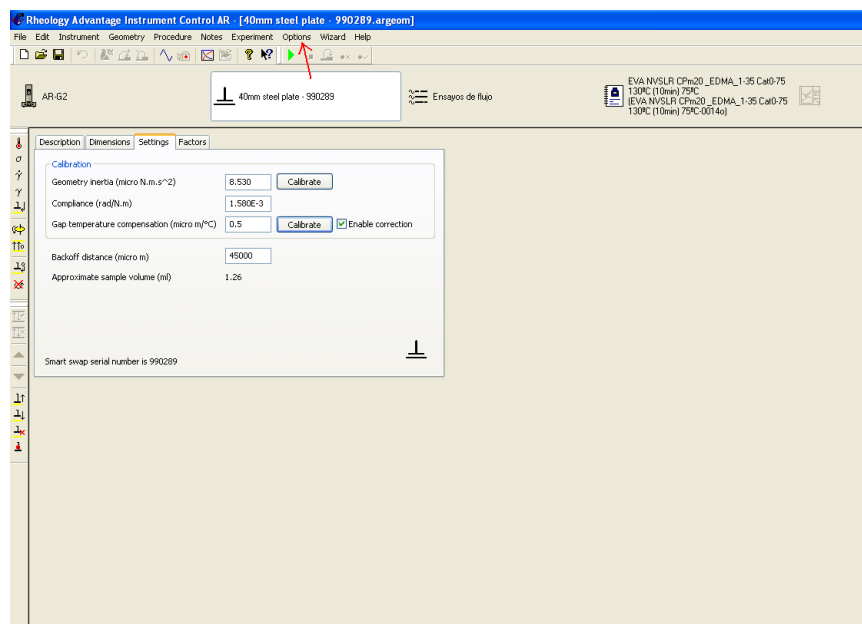 Rheology Advantage Instrument Control AR - [40mm steel plate - 990289.argeom]
File Edit Instrument Geometry Procedure Notes Experiment Options Wizard Help
AR-G2
40mm steel plate - 990289
Ensayos de flujo
EVA NVSLR CPm20 _EDMA_1-35 Cat0-75
130ºC (10min) 75ºC
(EVA NVSLR CPm20 _EDMA_1-35 Cat0-75
130ºC (10min) 75ºC-0014o)
Description Dimensions Settings Factors
Calibration
Geometry inertia (micro N.m.s^2) 8.530 Calibrate
Compliance (rad/N.m) 1.580E-3
Gap temperature compensation (micro m/ºC) 0.5 Calibrate Enable correction
Backoff distance (micro m) 45000
Approximate sample volume (ml) 1.26
Smart swap serial number is 990289